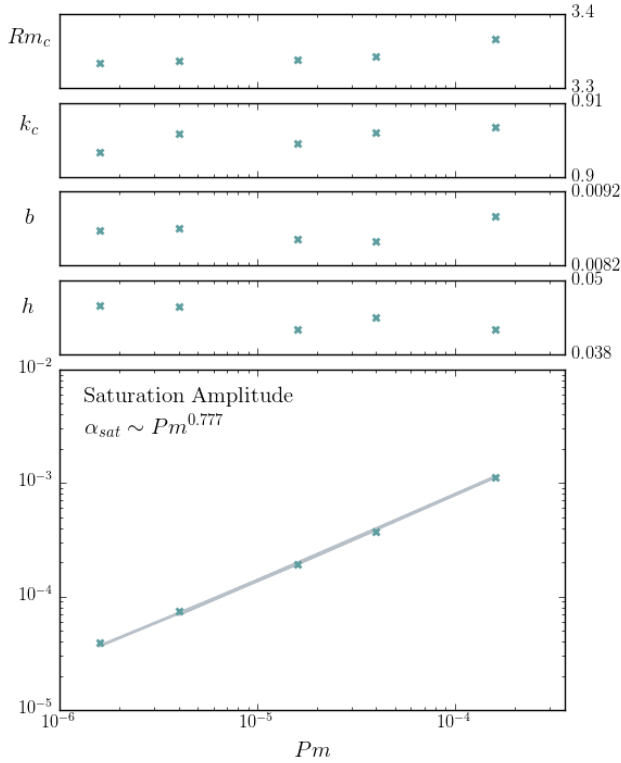 Rm_c
3.4
3.3
k_c
0.91
0.9
b
0.0092
0.0082
h
0.05
0.038
10^{-2}
Saturation Amplitude
α_{sat} ∼ Pm^{0.777}
10^{-3}
10^{-4}
10^{-5}
10^{-6} 10^{-5} 10^{-4}
Pm